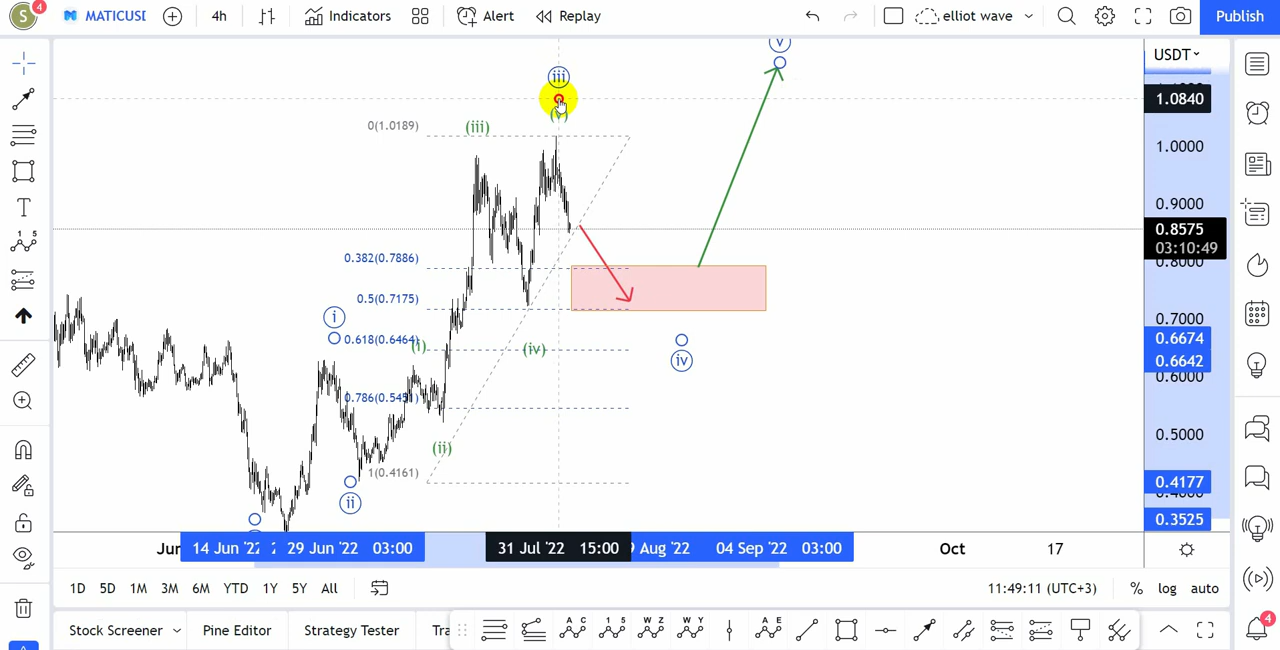 S 4 MATICUSD 4h Indicators Alert Replay elliot wave Publish
USDT
v
iii
1.0840
(v)
0(1.0189) (iii)
1.0000
0.9000
0.8575
03:10:49
0.382(0.7886) 0.8000
0.5(0.7175)
i 0.7000
0.618(0.6464) (i) (iv) 0.6674
iv 0.6642
0.6000
0.786(0.5451)
0.5000
(ii)
1(0.4161)
ii 0.4177
0.3525
14 Jun '22 29 Jun '22 03:00 31 Jul '22 15:00 Aug '22 04 Sep '22 03:00 Oct 17
1D 5D 1M 3M 6M YTD 1Y 5Y All 11:49:11 (UTC+3) % log auto
Stock Screener Pine Editor Strategy Tester
4